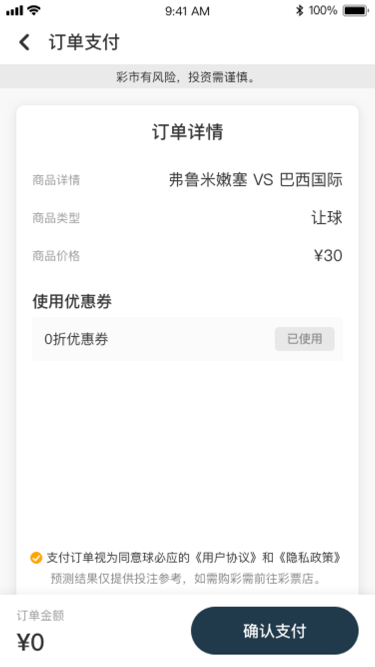 9:41 AM 100%
订单支付
彩市有风险，投资需谨慎。
订单详情
商品详情 弗鲁米嫩塞 VS 巴西国际
商品类型 让球
商品价格 ¥30
使用优惠券
0折优惠券 已使用
支付订单视为同意球必应的《用户协议》和《隐私政策》
预测结果仅提供投注参考，如需购彩需前往彩票店。
订单金额
¥0
确认支付